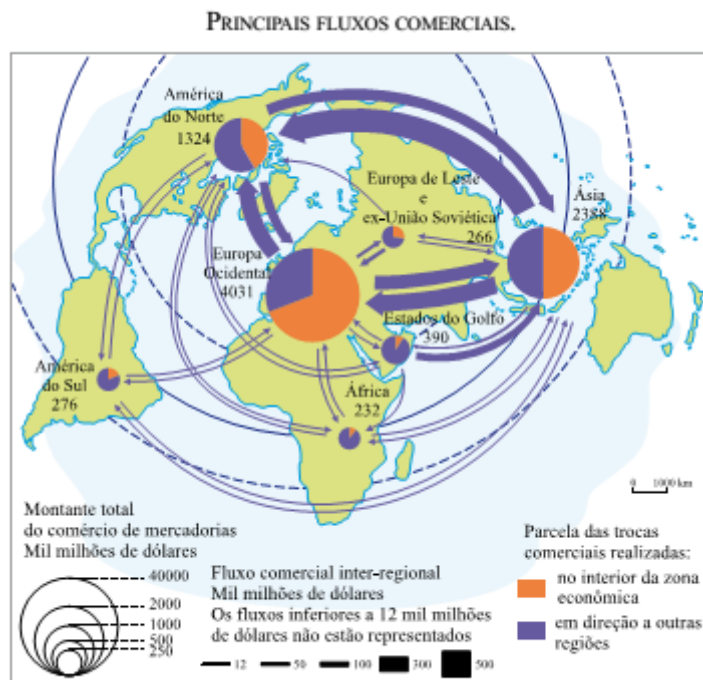 PRINCIPAIS FLUXOS COMERCIAIS.
América
do Norte
1324
Europa de Leste
e
ex-União Soviética
266
Ásia
2388
Europa
Ocidental
4031
Estados do Golfo
390
América
do Sul
276
África
232
0 1000 km
Montante total
do comércio de mercadorias
Mil milhões de dólares
40000
2000
1000
500
250
Fluxo comercial inter-regional
Mil milhões de dólares
Os fluxos inferiores a 12 mil milhões
de dólares não estão representados
12 50 100 300 500
Parcela das trocas
comerciais realizadas:
no interior da zona
econômica
em direção a outras
regiões